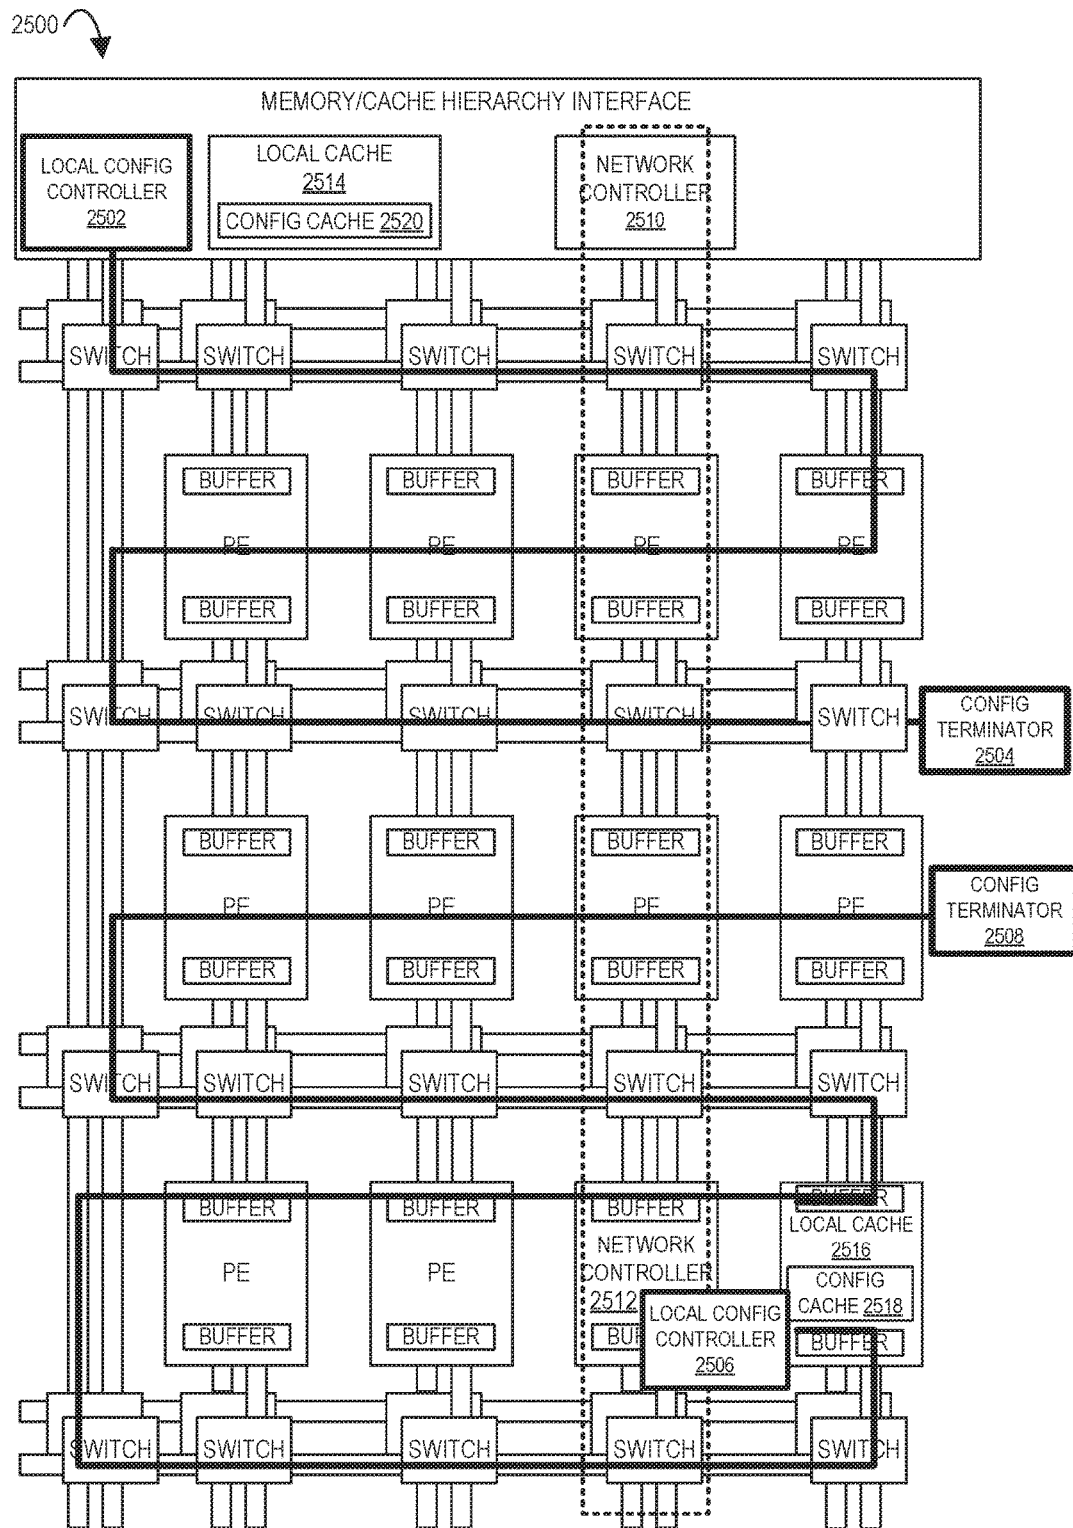 2500
MEMORY/CACHE HIERARCHY INTERFACE
LOCAL CONFIG
CONTROLLER
2502
LOCAL CACHE
2514
CONFIG CACHE 2520
NETWORK
CONTROLLER
2510
SWITCH SWITCH SWITCH SWITCH SWITCH
BUFFER BUFFER BUFFER BUFFER
PE PE PE PE
BUFFER BUFFER BUFFER BUFFER
SWITCH SWITCH SWITCH SWITCH SWITCH
CONFIG
TERMINATOR
2504
BUFFER BUFFER BUFFER BUFFER
PE PE PE PE
CONFIG
TERMINATOR
2508
BUFFER BUFFER BUFFER BUFFER
SWITCH SWITCH SWITCH SWITCH SWITCH
BUFFER BUFFER BUFFER BUFFER
PE PE
NETWORK
CONTROLLER
2512
LOCAL CACHE
2516
CONFIG
CACHE 2518
LOCAL CONFIG
CONTROLLER
2506
BUFFER BUFFER BUFFER
SWITCH SWITCH SWITCH SWITCH SWITCH